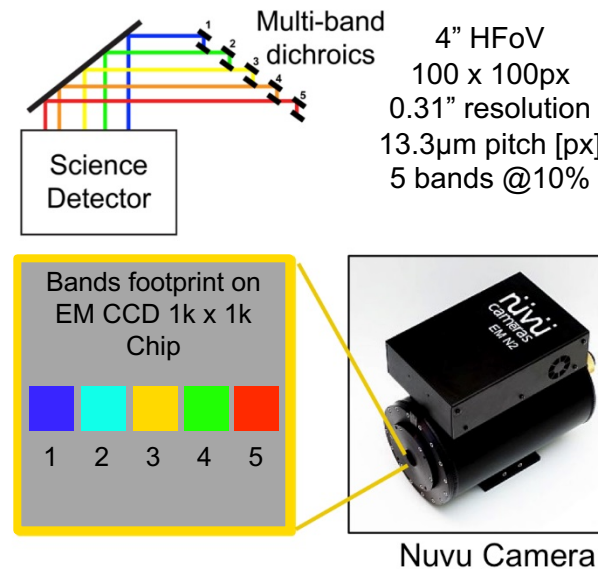 Multi-band
dichroics
1
2
3
4
5
Science
Detector
4” HFoV
100 x 100px
0.31” resolution
13.3µm pitch [px]
5 bands @10%
Bands footprint on
EM CCD 1k x 1k
Chip
1 2 3 4 5
nüvü
cameras
EM N2
Nuvu Camera